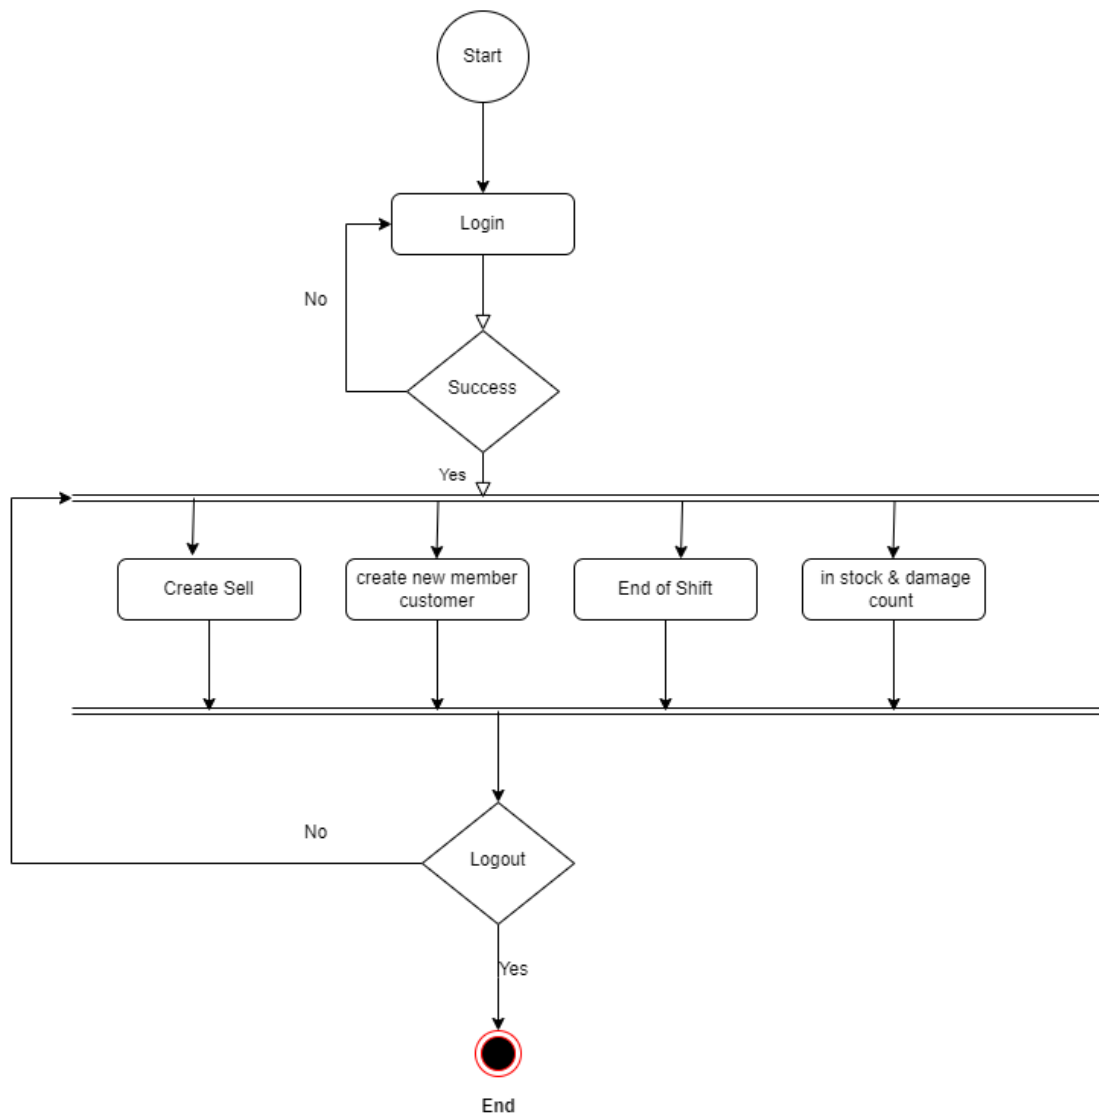 Start
Login
No
Success
Yes
Create Sell
create new member
customer
End of Shift
in stock & damage
count
No
Logout
Yes
End